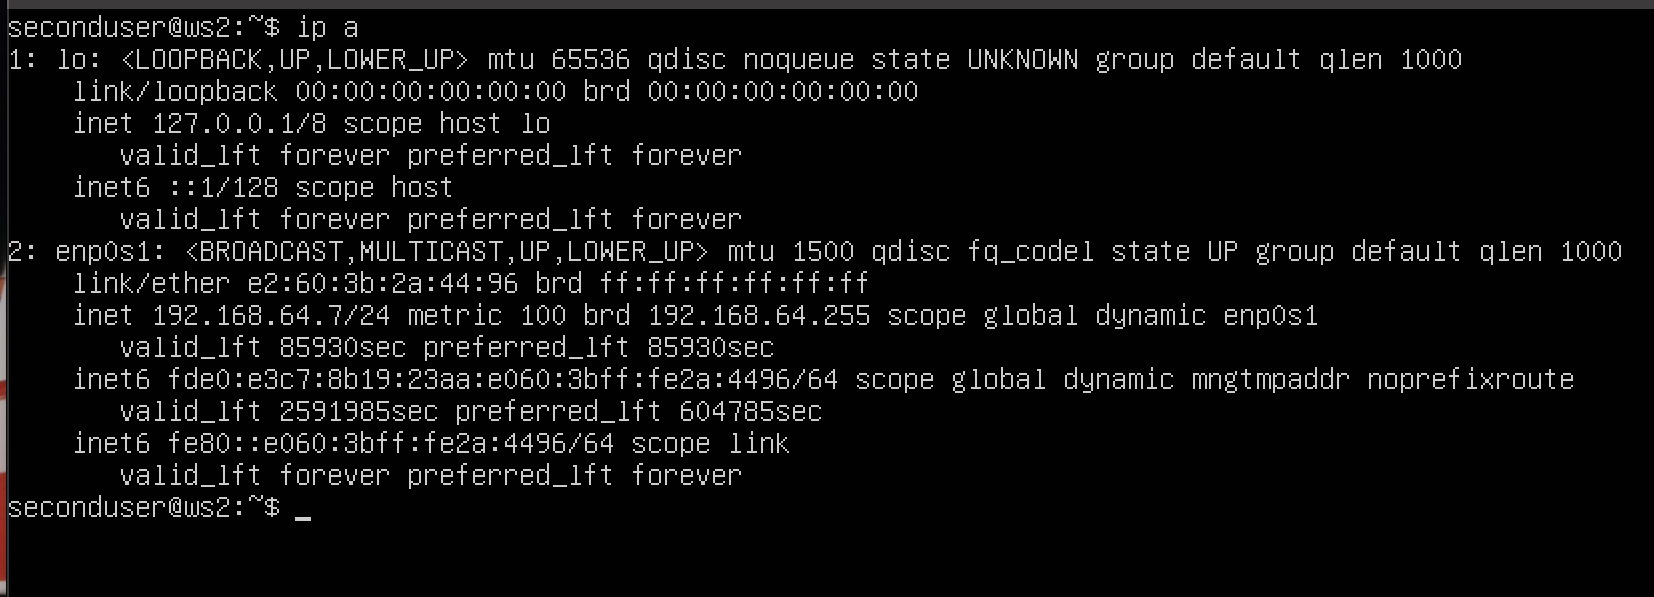 seconduser@ws2:~$ ip a
1: lo: <LOOPBACK,UP,LOWER_UP> mtu 65536 qdisc noqueue state UNKNOWN group default qlen 1000
    link/loopback 00:00:00:00:00:00 brd 00:00:00:00:00:00
    inet 127.0.0.1/8 scope host lo
       valid_lft forever preferred_lft forever
    inet6 ::1/128 scope host
       valid_lft forever preferred_lft forever
2: enp0s1: <BROADCAST,MULTICAST,UP,LOWER_UP> mtu 1500 qdisc fq_codel state UP group default qlen 1000
    link/ether e2:60:3b:2a:44:96 brd ff:ff:ff:ff:ff:ff
    inet 192.168.64.7/24 metric 100 brd 192.168.64.255 scope global dynamic enp0s1
       valid_lft 85930sec preferred_lft 85930sec
    inet6 fde0:e3c7:8b19:23aa:e060:3bff:fe2a:4496/64 scope global dynamic mngtmpaddr noprefixroute
       valid_lft 2591985sec preferred_lft 604785sec
    inet6 fe80::e060:3bff:fe2a:4496/64 scope link
       valid_lft forever preferred_lft forever
seconduser@ws2:~$ _